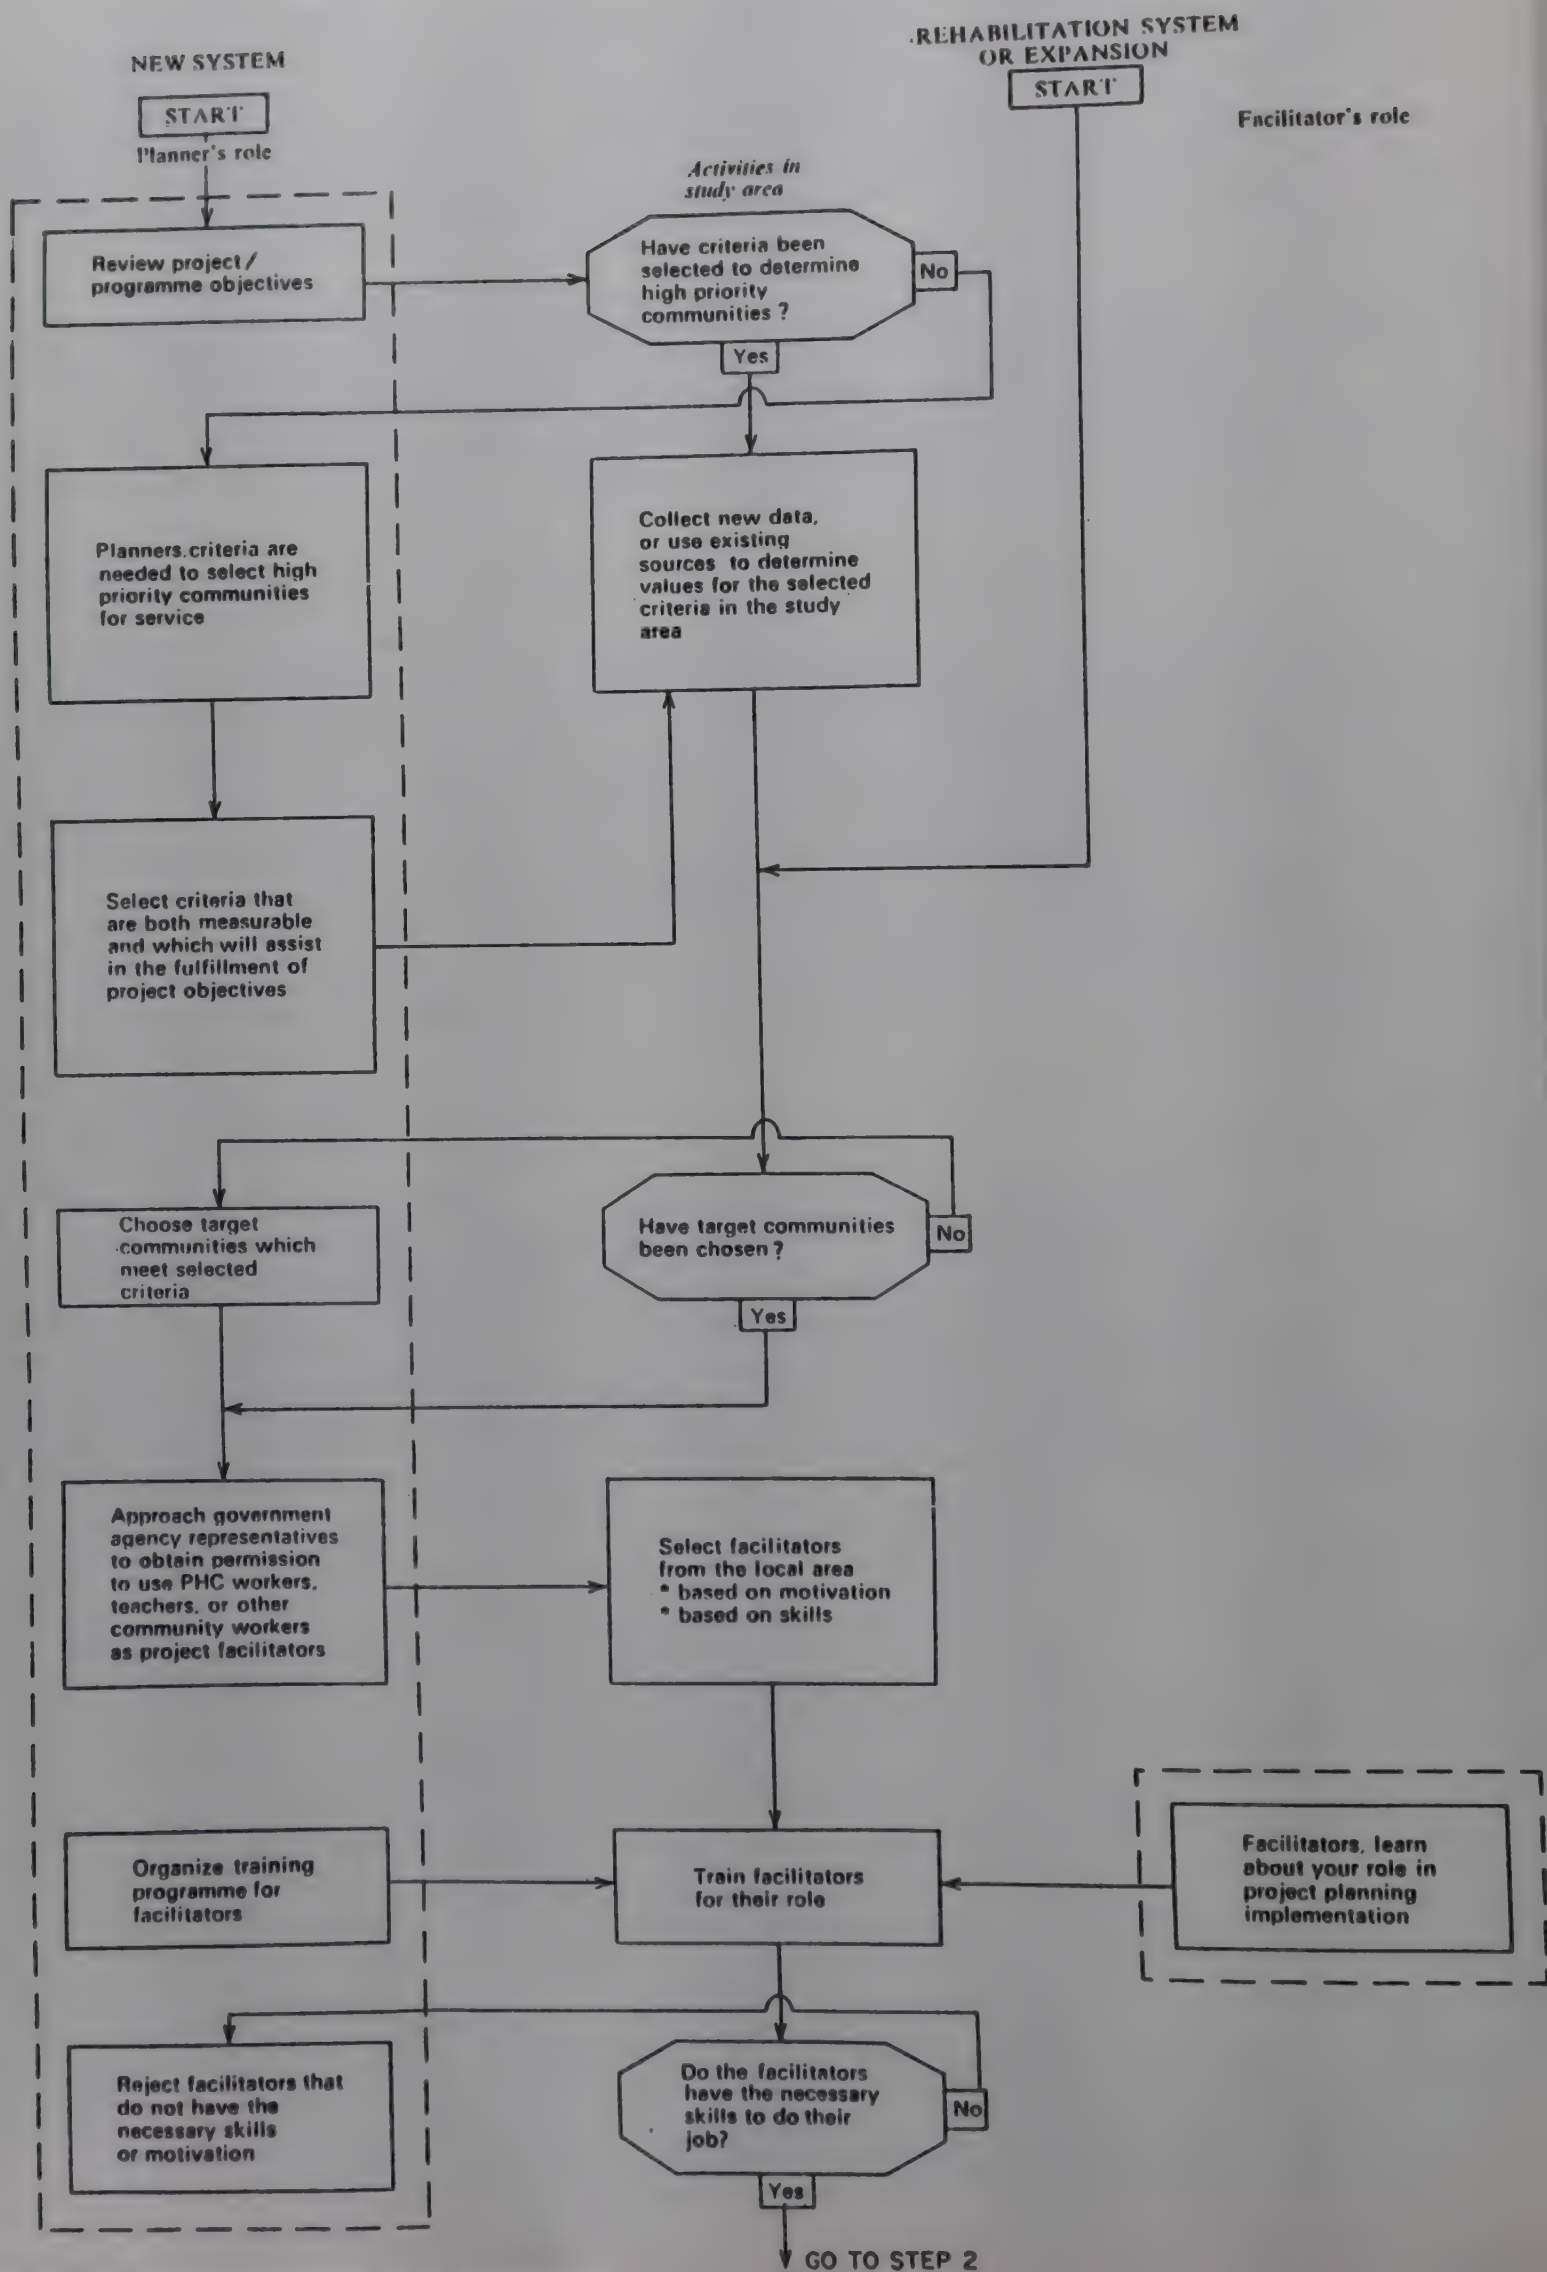 NEW SYSTEM
START
Planner's role
.REHABILITATION SYSTEM
OR EXPANSION
START
Facilitator's role
Activities in
study area
Review project /
programme objectives
Have criteria been
selected to determine
high priority
communities ?
No
Yes
Planners, criteria are
needed to select high
priority communities
for service
Collect new data,
or use existing
sources to determine
values for the selected
criteria in the study
area
Select criteria that
are both measurable
and which will assist
in the fulfillment of
project objectives
Choose target
communities which
meet selected
criteria
Have target communities
been chosen ?
No
Yes
Approach government
agency representatives
to obtain permission
to use PHC workers,
teachers, or other
community workers
as project facilitators
Select facilitators
from the local area
* based on motivation
* based on skills
Organize training
programme for
facilitators
Train facilitators
for their role
Facilitators, learn
about your role in
project planning
implementation
Reject facilitators that
do not have the
necessary skills
or motivation
Do the facilitators
have the necessary
skills to do their
job?
No
Yes
GO TO STEP 2